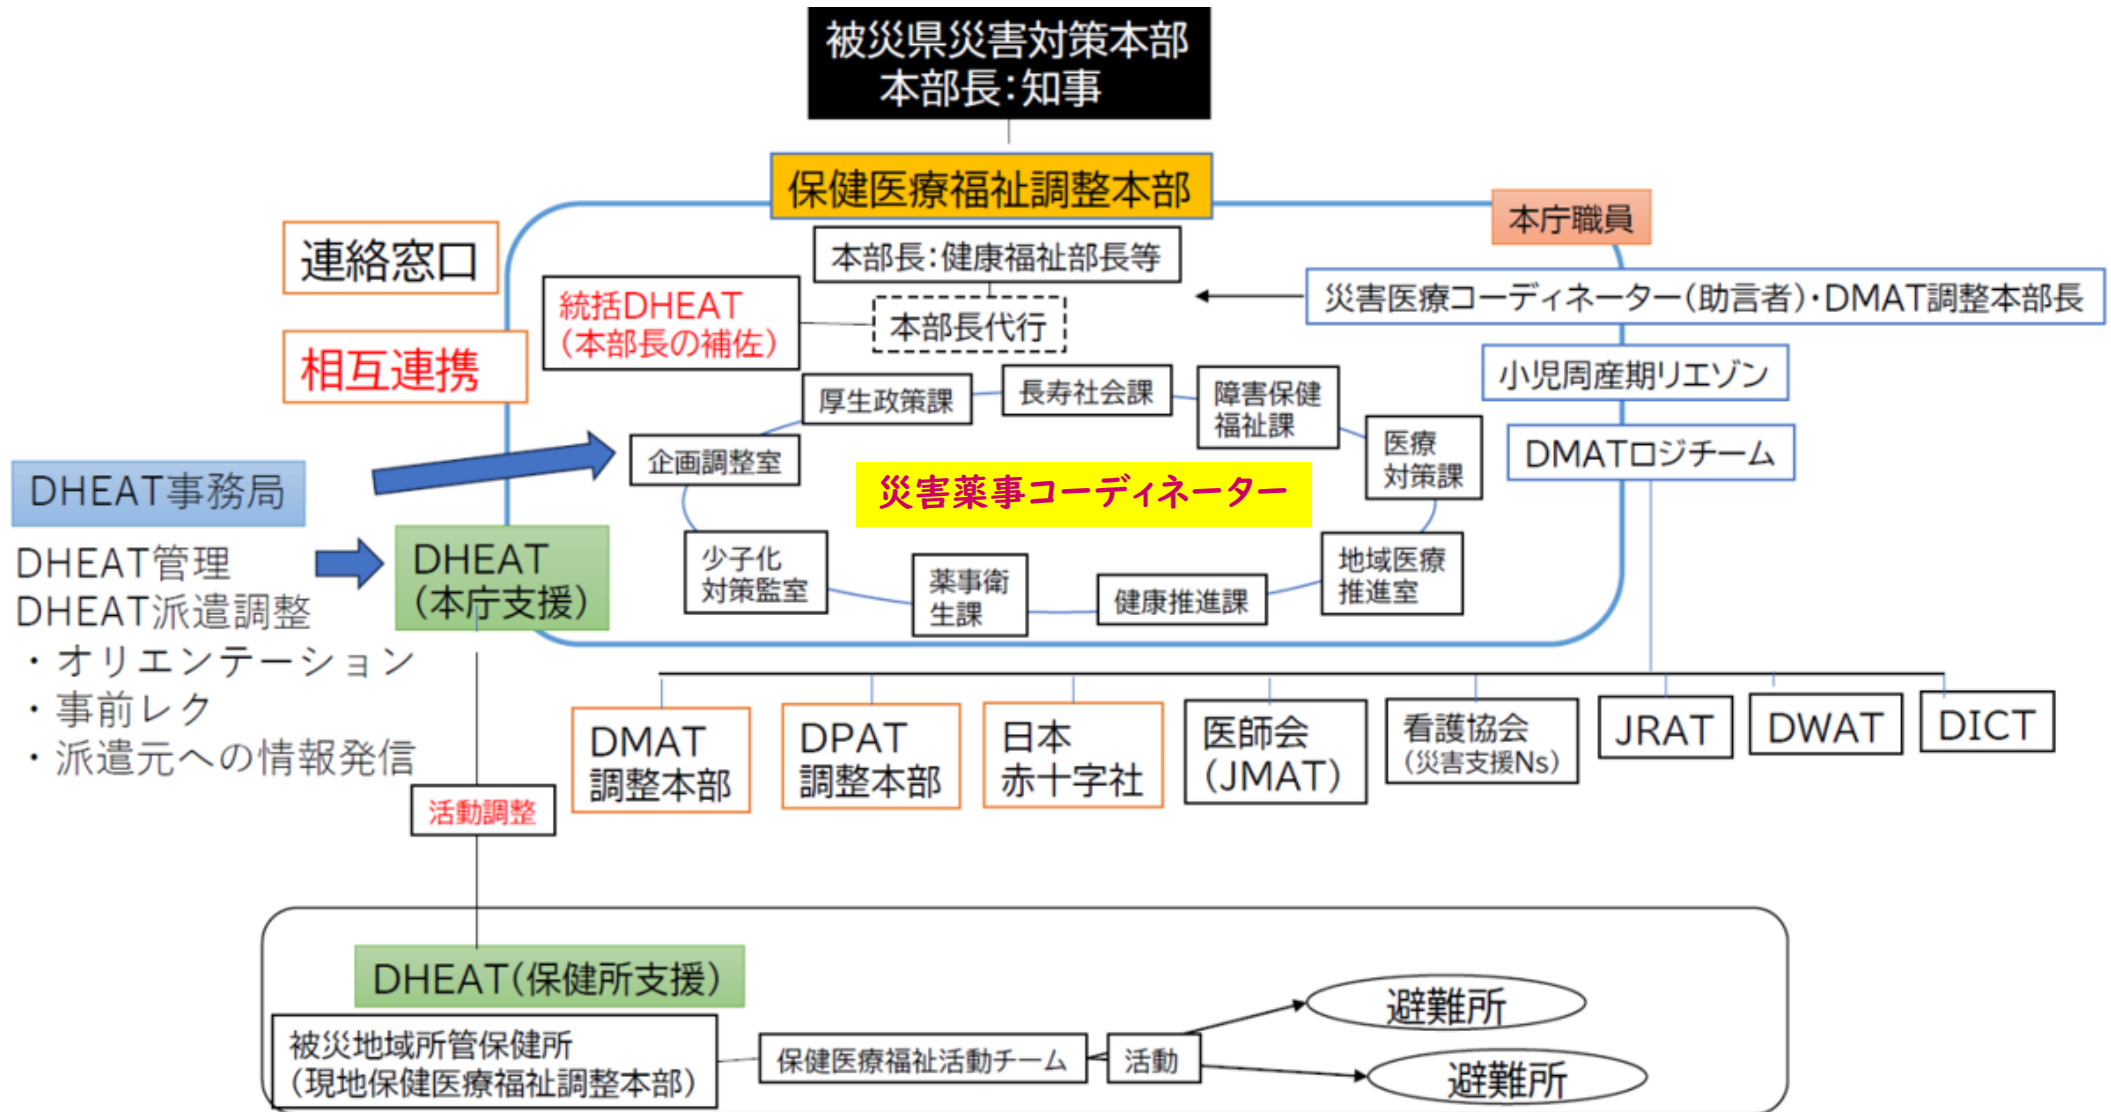 被災県災害対策本部
本部長：知事
保健医療福祉調整本部
本庁職員
連絡窓口
本部長：健康福祉部長等
統括DHEAT
（本部長の補佐）
本部長代行
災害医療コーディネーター（助言者）・DMAT調整本部長
相互連携
小児周産期リエゾン
厚生政策課
長寿社会課
障害保健
福祉課
医療
対策課
DMATロジチーム
企画調整室
災害薬事コーディネーター
DHEAT事務局
DHEAT管理
DHEAT派遣調整
・オリエンテーション
・事前レク
・派遣元への情報発信
DHEAT
（本庁支援）
少子化
対策監室
薬事衛
生課
健康推進課
地域医療
推進室
DMAT
調整本部
DPAT
調整本部
日本
赤十字社
医師会
（JMAT）
看護協会
（災害支援Ns）
JRAT
DWAT
DICT
活動調整
DHEAT（保健所支援）
被災地域所管保健所
（現地保健医療福祉調整本部）
保健医療福祉活動チーム
活動
避難所
避難所